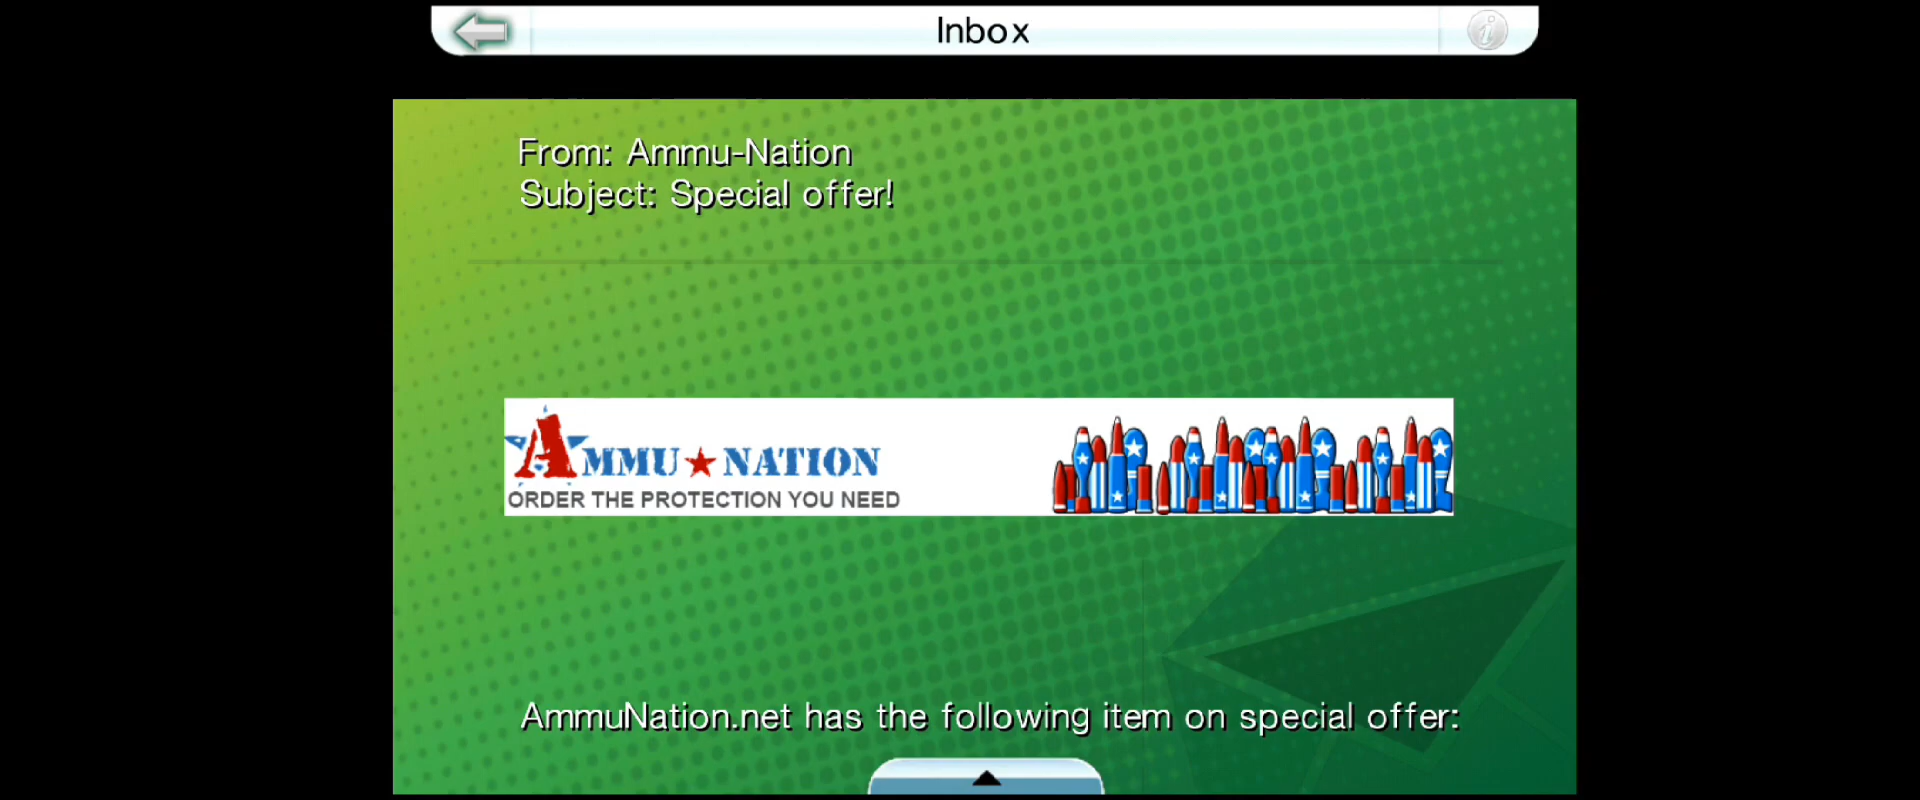 Inbox
From: Ammu-Nation
Subject: Special offer!
AMMU★NATION
ORDER THE PROTECTION YOU NEED
AmmuNation.net has the following item on special offer: